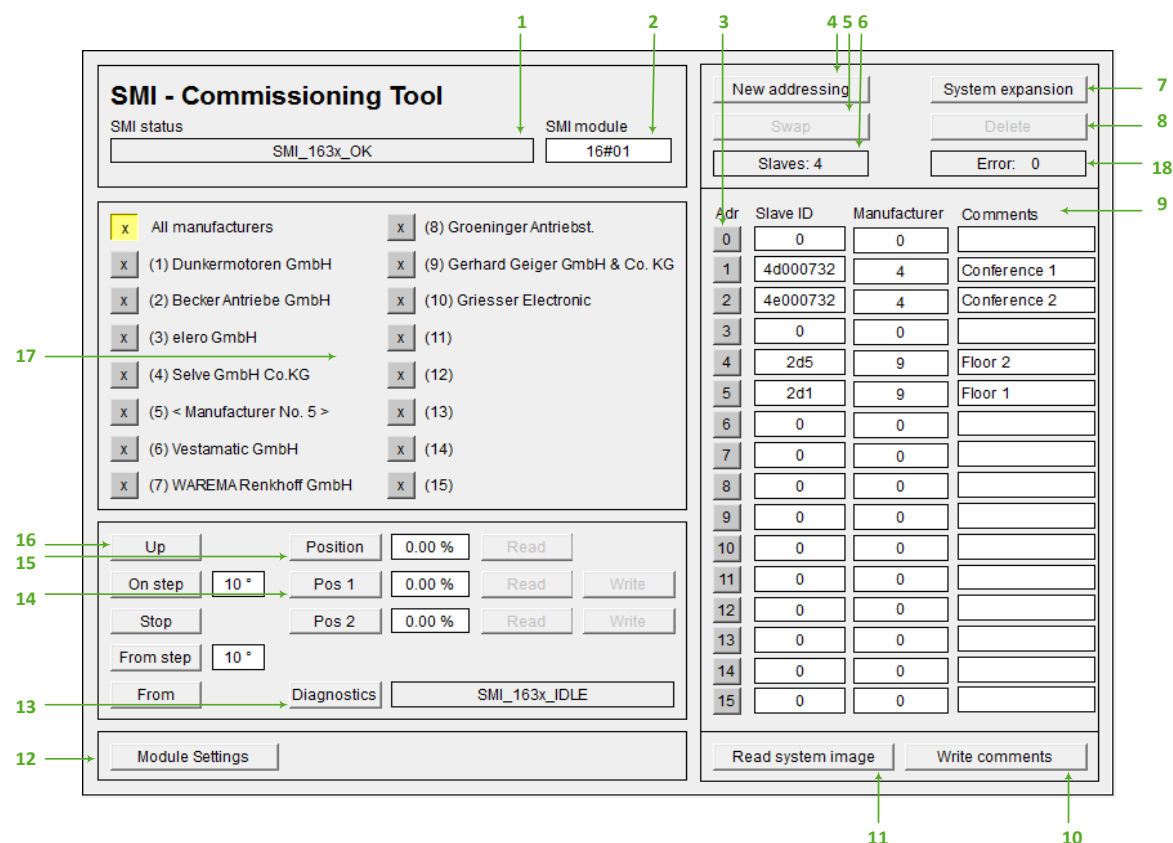 1 2 3 4 5 6
SMI - Commissioning Tool
SMI status SMI module
SMI_163x_OK 16#01
New addressing System expansion 7
Swap Delete 8
Slaves: 4 Error: 0 18
x All manufacturers x (8) Groeninger Antriebst.
x (1) Dunkermotoren GmbH x (9) Gerhard Geiger GmbH & Co. KG
x (2) Becker Antriebe GmbH x (10) Griesser Electronic
x (3) elero GmbH x (11)
17
x (4) Selve GmbH Co.KG x (12)
x (5) < Manufacturer No. 5 > x (13)
x (6) Vestamatic GmbH x (14)
x (7) WAREMA Renkhoff GmbH x (15)
Adr Slave ID Manufacturer Comments 9
0 0 0
1 4d000732 4 Conference 1
2 4e000732 4 Conference 2
3 0 0
4 2d5 9 Floor 2
5 2d1 9 Floor 1
6 0 0
7 0 0
8 0 0
9 0 0
10 0 0
11 0 0
12 0 0
13 0 0
14 0 0
15 0 0
16 Up Position 0.00 % Read
15
On step 10 ° Pos 1 0.00 % Read Write
14
Stop Pos 2 0.00 % Read Write
From step 10 °
From Diagnostics SMI_163x_IDLE
13
12 Module Settings
Read system image Write comments
11 10